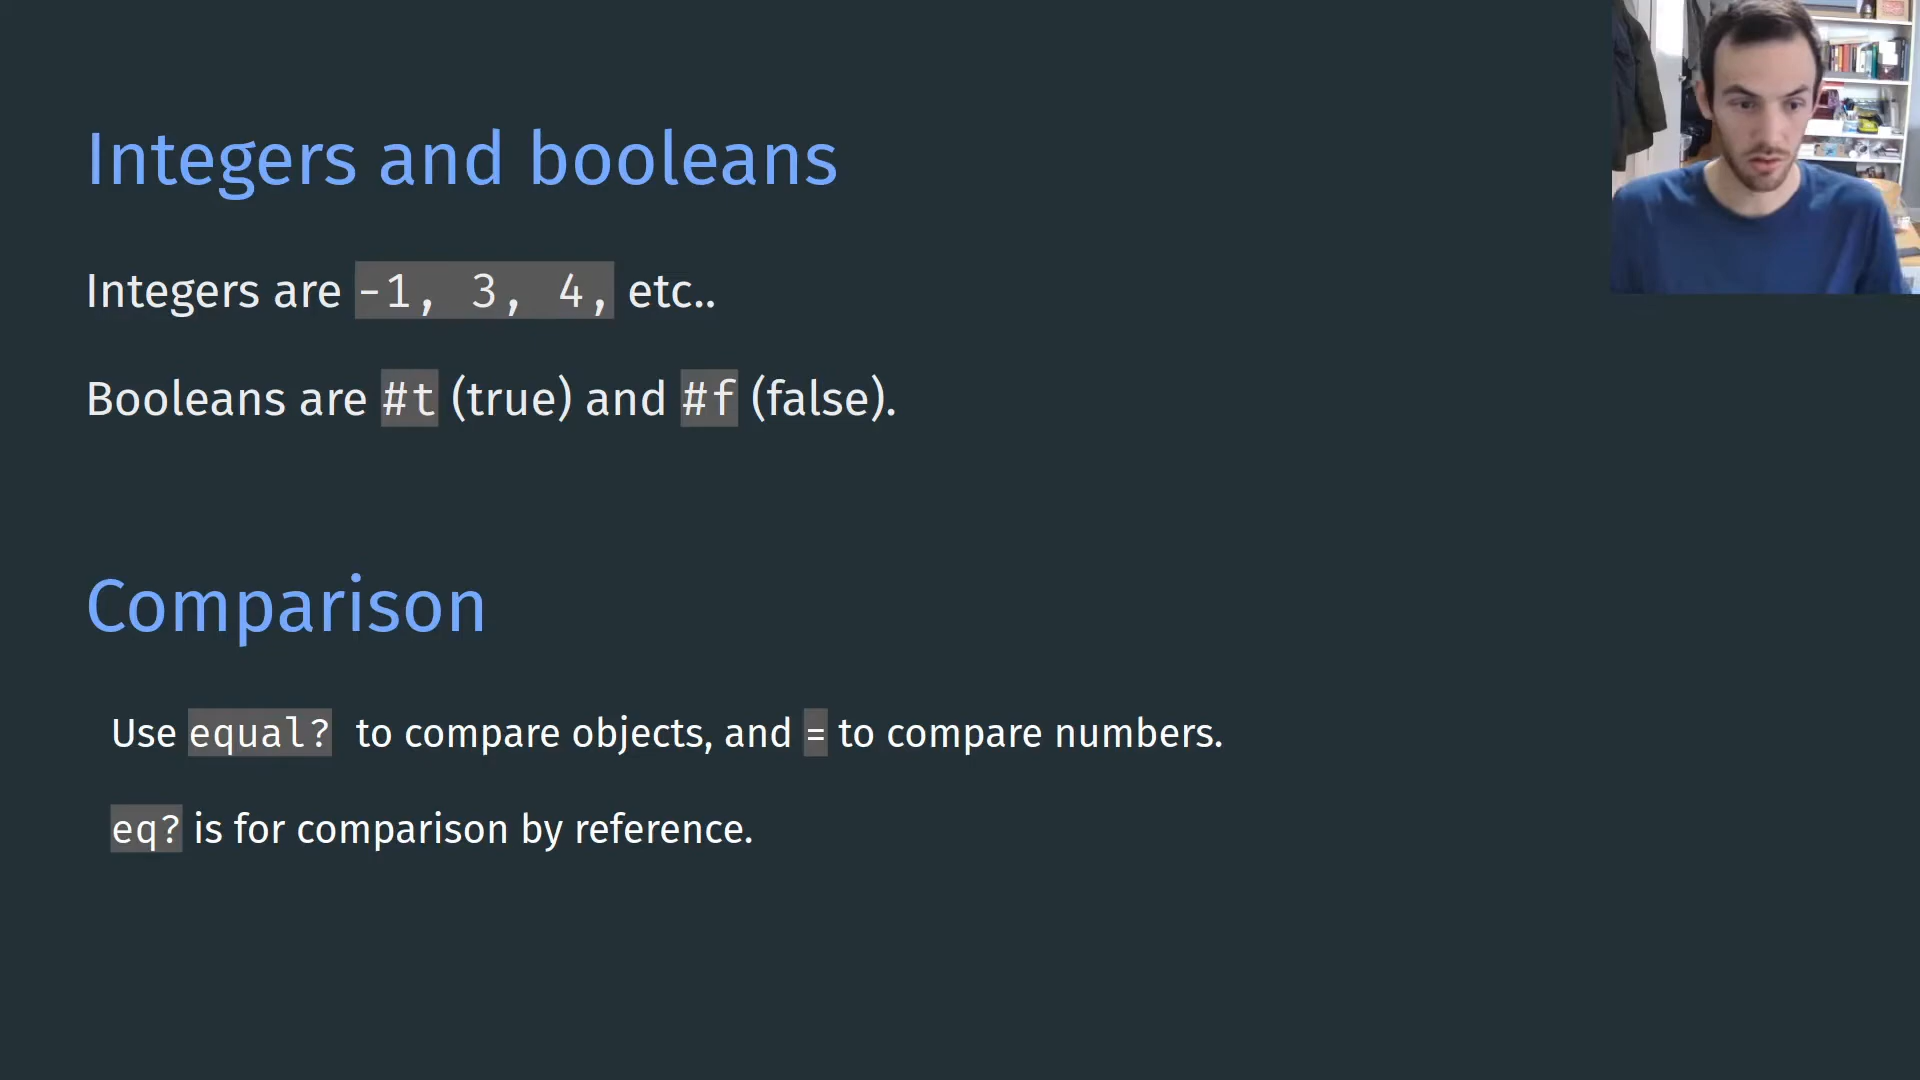 Integers and booleans
Integers are -1, 3, 4, etc..
Booleans are #t (true) and #f (false).
Comparison
Use equal?  to compare objects, and = to compare numbers.
eq? is for comparison by reference.